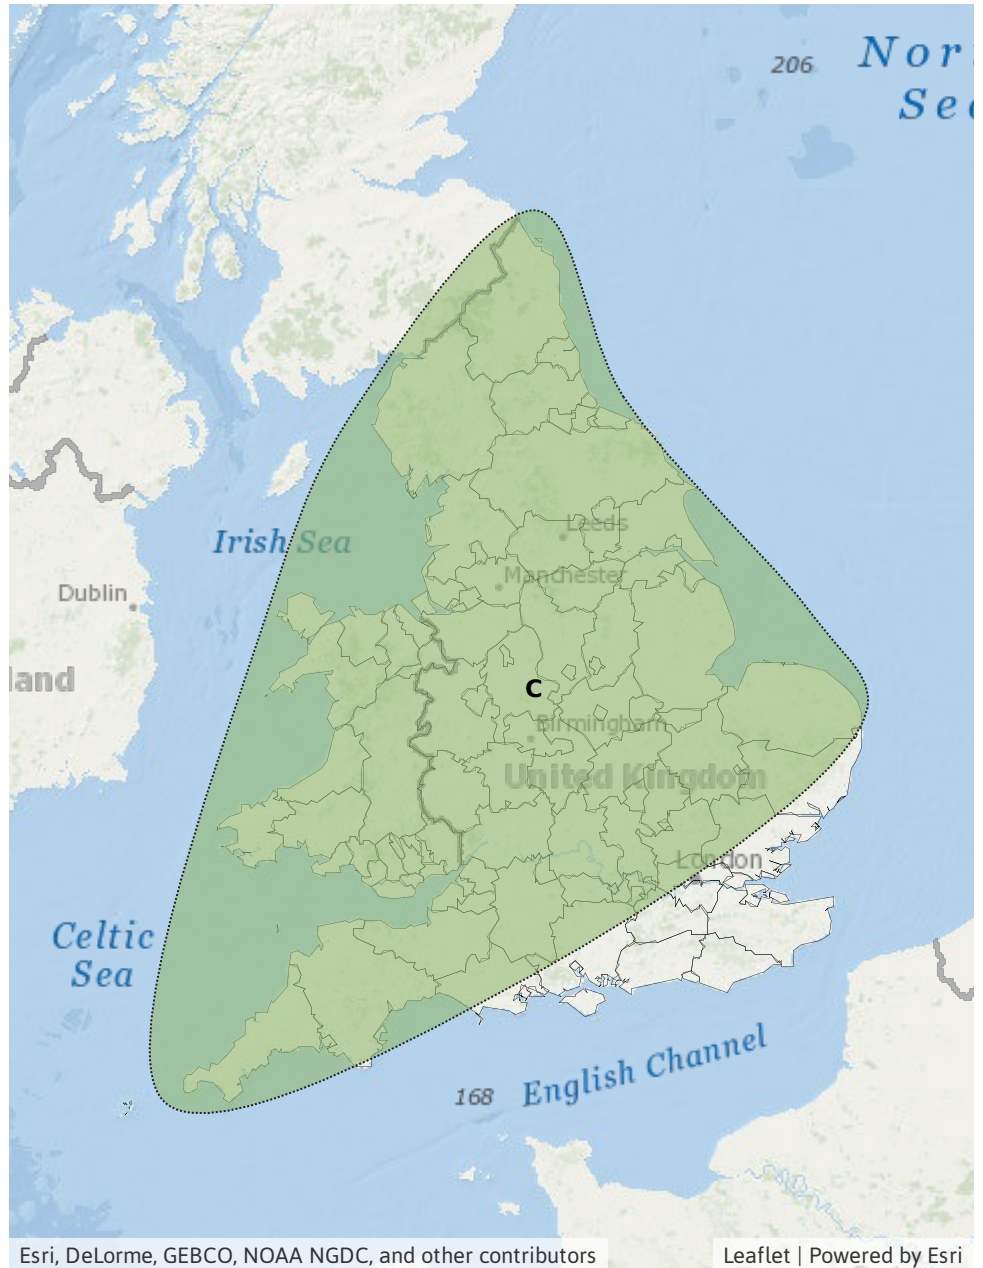 206
Nor
Sec
Irish Sea
Leeds
Manchester
Dublin
land
C
Birmingham
United Kingdom
London
Celtic
Sea
168
English Channel
Esri, DeLorme, GEBCO, NOAA NGDC, and other contributors
Leaflet | Powered by Esri